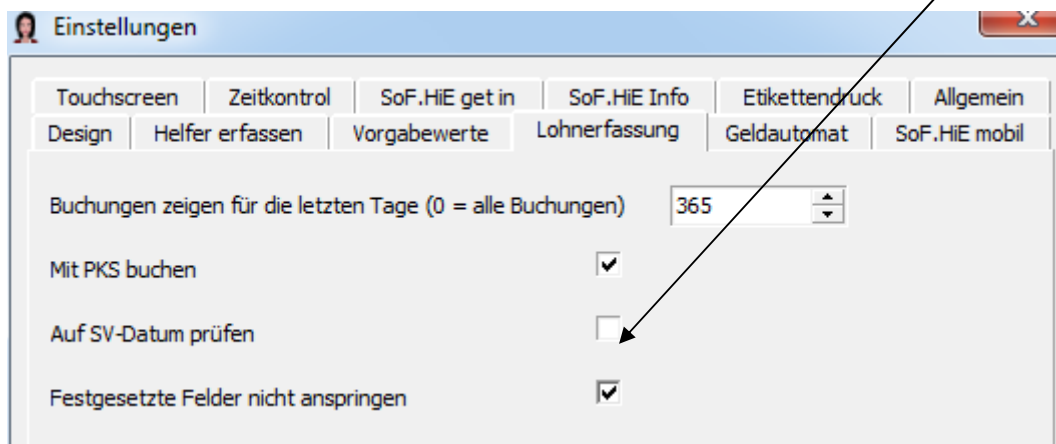 Einstellungen
Touchscreen Zeitkontrol SoF.HiE get in SoF.HiE Info Etikettendruck Allgemein
Design Helfer erfassen Vorgabewerte Lohnerfassung Geldautomat SoF.HiE mobil
Buchungen zeigen für die letzten Tage (0 = alle Buchungen) 365
Mit PKS buchen
Auf SV-Datum prüfen
Festgesetzte Felder nicht anspringen